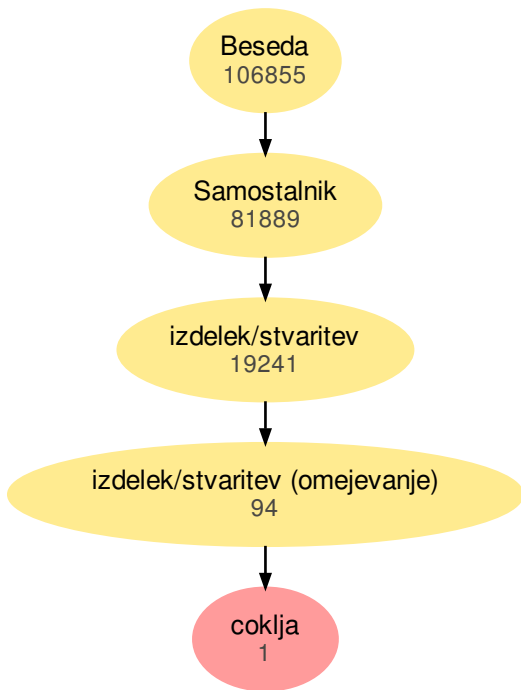 Beseda
106855
Samostalnik
81889
izdelek/stvaritev
19241
izdelek/stvaritev (omejevanje)
94
coklja
1